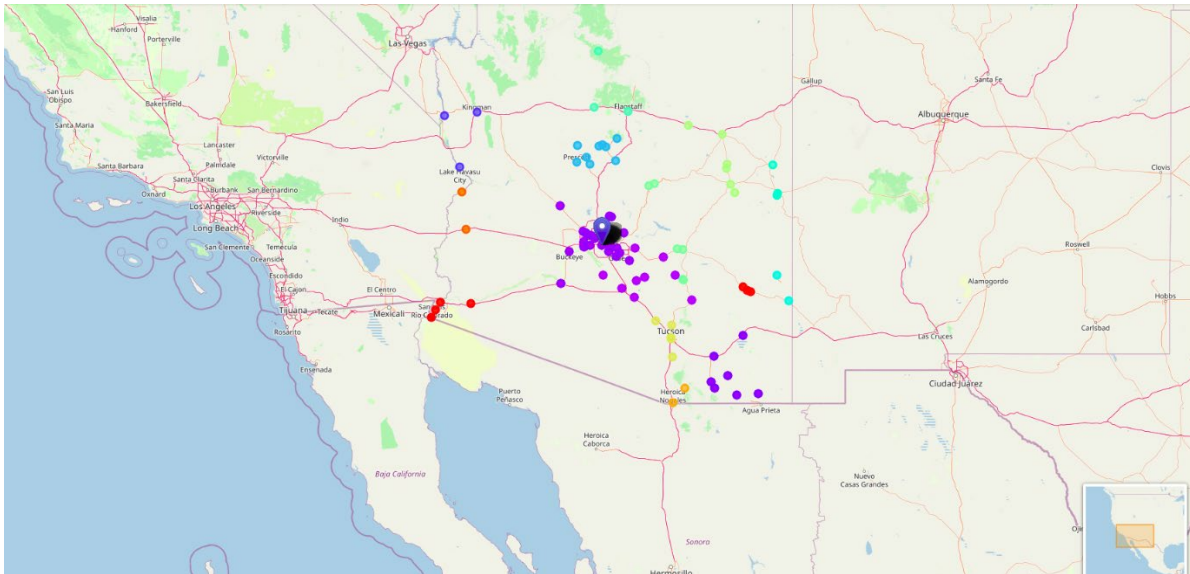 Visalia
Hanford
Porterville
Las Vegas
Santa Fe
Gallup
San Luis
Obispo
Bakersfield
Kingman
Flagstaff
Albuquerque
Santa Maria
Lancaster
Palmdale
Victorville
Prescott
Clovis
Santa Barbara
Lake Havasu
City
Santa Clarita
Oxnard
Burbank
San Bernardino
Los Angeles
Riverside
Long Beach
Indio
Roswell
San Clemente
Temecula
Buckeye
Oceanside
Escondido
Alamogordo
El Cajon
El Centro
Hobbs
Tijuana
Tecate
Mexicali
San Luis
Río Colorado
Rosarito
Tucson
Las Cruces
Carlsbad
Ensenada
Ciudad Juárez
Puerto
Peñasco
Heroica
Nogales
Agua Prieta
Heroica
Caborca
Baja California
Nuevo
Casas Grandes
Sonora
Hermosillo